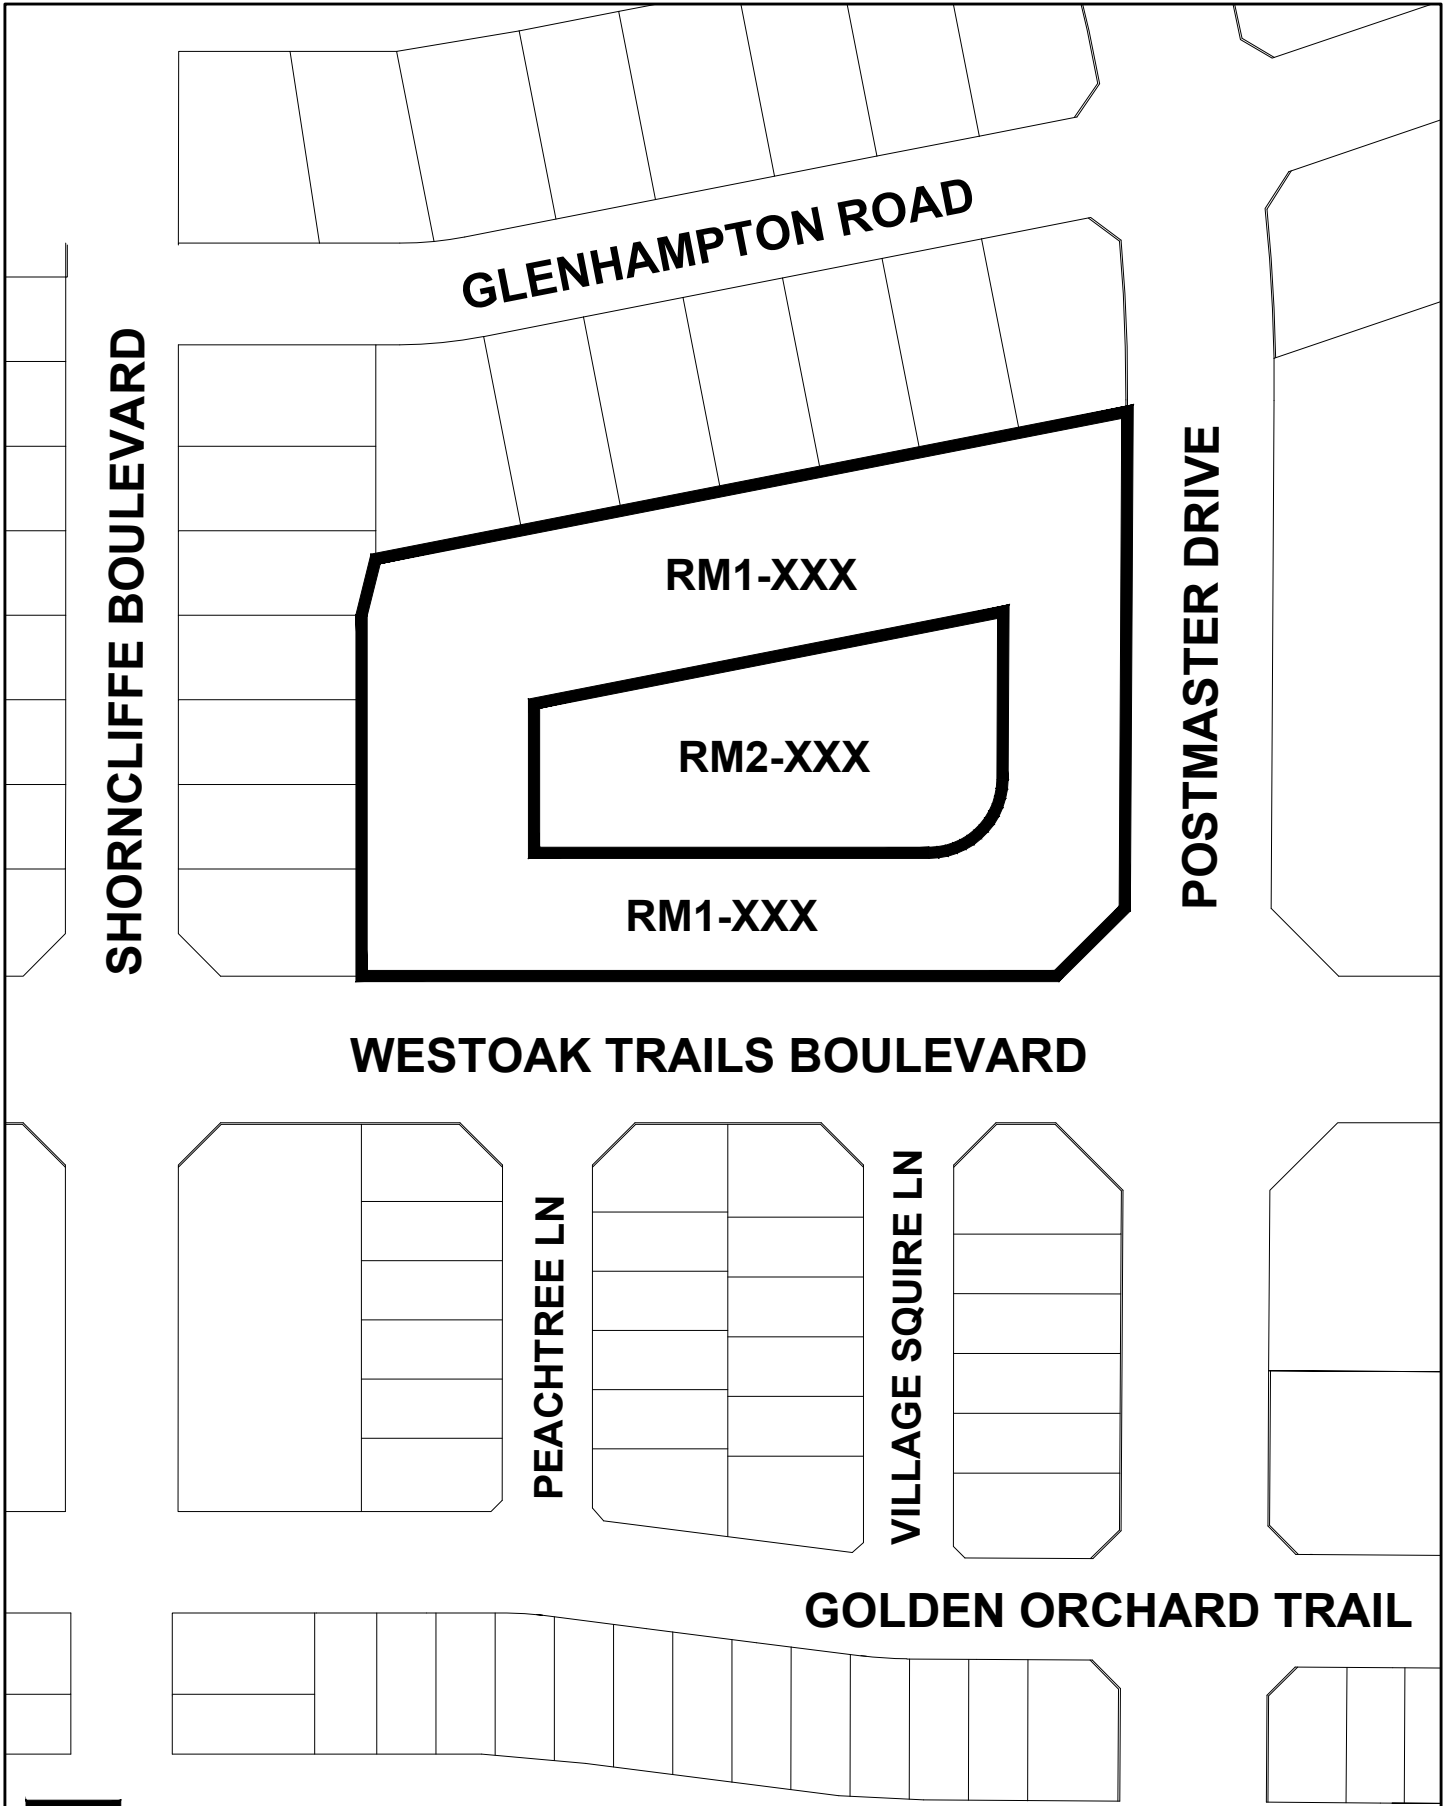 GLENHAMPTON ROAD
SHORNCLIFFE BOULEVARD
POSTMASTER DRIVE
RM1-XXX
RM2-XXX
RM1-XXX
WESTOAK TRAILS BOULEVARD
PEACHTREE LN
VILLAGE SQUIRE LN
GOLDEN ORCHARD TRAIL